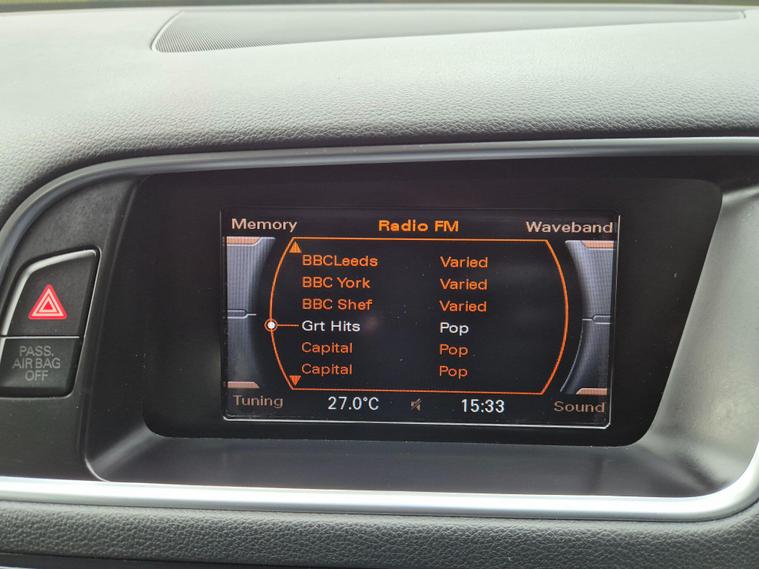 Memory Radio FM Waveband
BBCLeeds Varied
BBC York Varied
BBC Shef Varied
Grt Hits Pop
Capital Pop
Capital Pop
Tuning 27.0°C 15:33 Sound
PASS.
AIR BAG
OFF